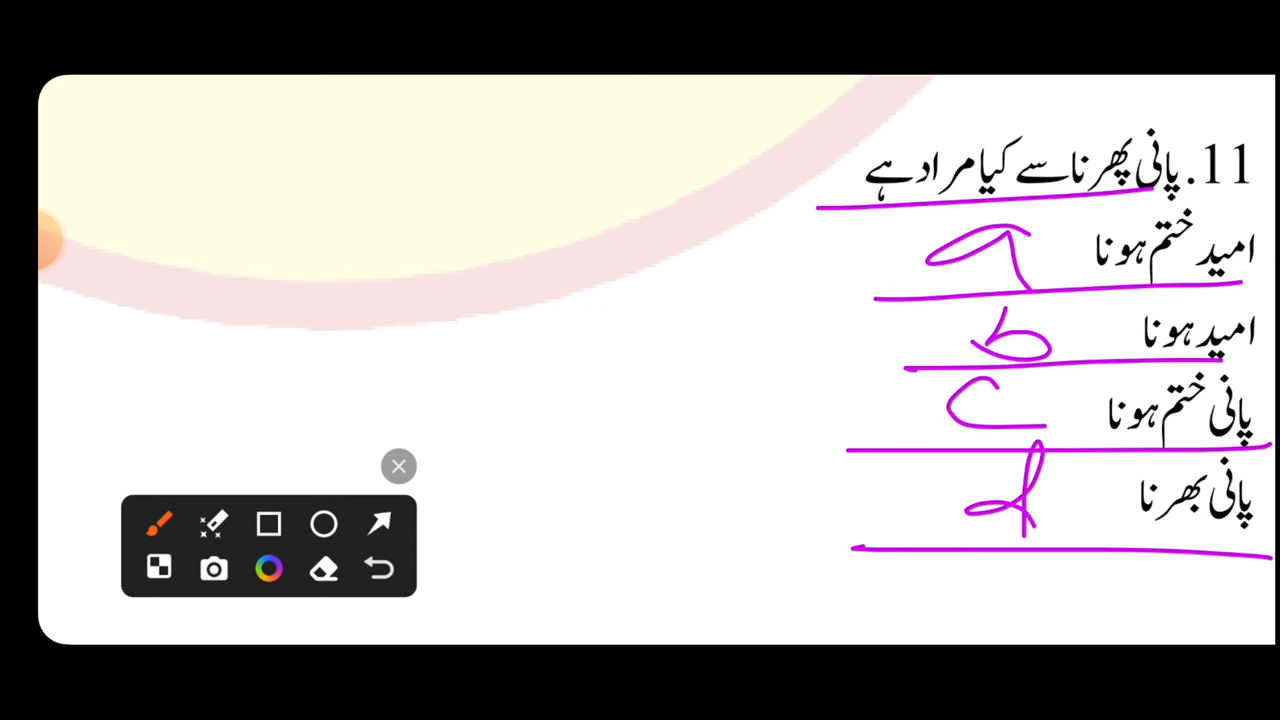 11. پانی پھرنا سے کیا مراد ہے
امید ختم ہونا a
امید ہونا b
پانی ختم ہونا c
پانی بھرنا d